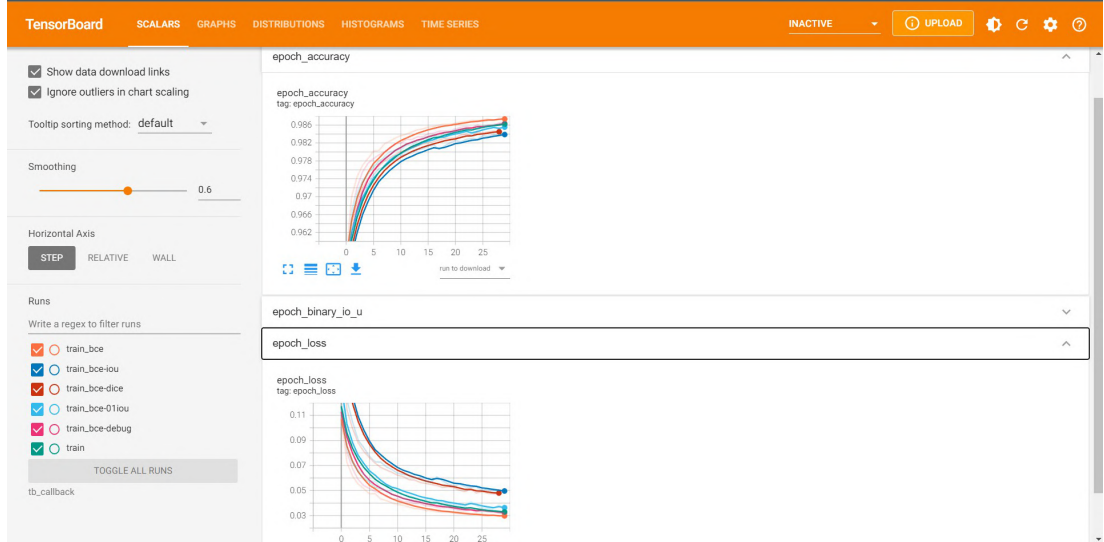 TensorBoard SCALARS GRAPHS DISTRIBUTIONS HISTOGRAMS TIME SERIES INACTIVE UPLOAD
Show data download links
Ignore outliers in chart scaling
Tooltip sorting method: default
Smoothing
0.6
Horizontal Axis
STEP RELATIVE WALL
Runs
Write a regex to filter runs
train_bce
train_bce-iou
train_bce-dice
train_bce-01iou
train_bce-debug
train
TOGGLE ALL RUNS
tb_callback
epoch_accuracy
epoch_accuracy
tag: epoch_accuracy
0.986
0.982
0.978
0.974
0.97
0.966
0.962
0 5 10 15 20 25
run to download
epoch_binary_io_u
epoch_loss
epoch_loss
tag: epoch_loss
0.11
0.09
0.07
0.05
0.03
0 5 10 15 20 25